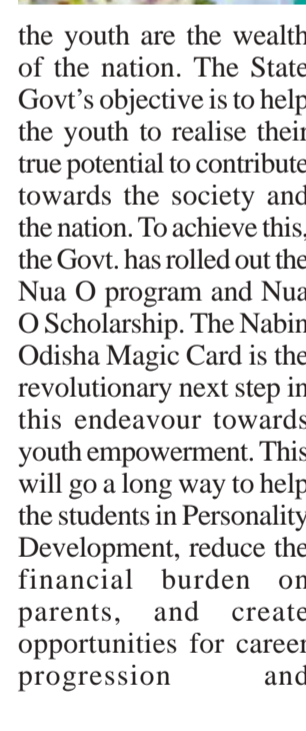 the youth are the wealth
of the nation. The State
Govt’s objective is to help
the youth to realise their
true potential to contribute
towards the society and
the nation. To achieve this,
the Govt. has rolled out the
Nua O program and Nua
O Scholarship. The Nabin
Odisha Magic Card is the
revolutionary next step in
this endeavour towards
youth empowerment. This
will go a long way to help
the students in Personality
Development, reduce the
financial burden on
parents, and create
opportunities for career
progression and